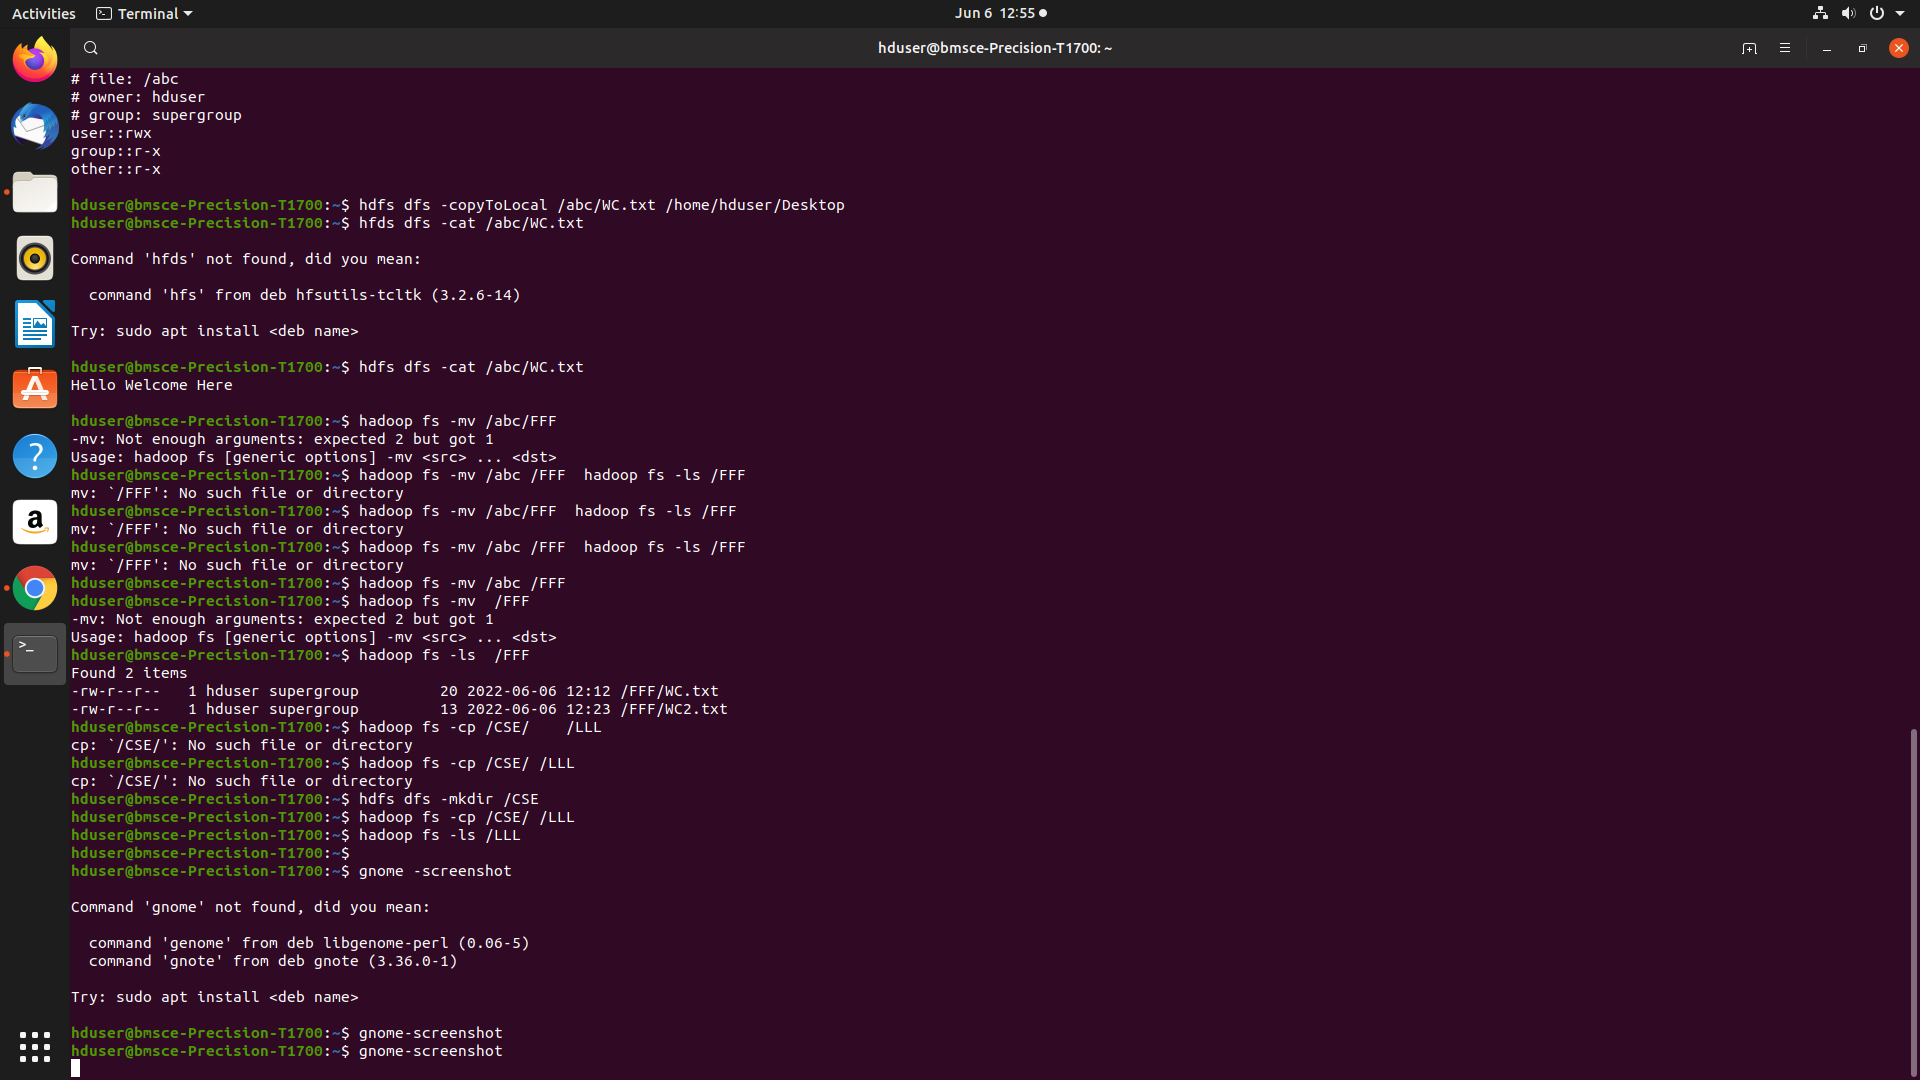 Activities Terminal Jun 6 12:55
hduser@bmsce-Precision-T1700: ~
# file: /abc
# owner: hduser
# group: supergroup
user::rwx
group::r-x
other::r-x
hduser@bmsce-Precision-T1700:~$ hdfs dfs -copyToLocal /abc/WC.txt /home/hduser/Desktop
hduser@bmsce-Precision-T1700:~$ hfds dfs -cat /abc/WC.txt
Command 'hfds' not found, did you mean:
  command 'hfs' from deb hfsutils-tcltk (3.2.6-14)
Try: sudo apt install <deb name>
hduser@bmsce-Precision-T1700:~$ hdfs dfs -cat /abc/WC.txt
Hello Welcome Here
hduser@bmsce-Precision-T1700:~$ hadoop fs -mv /abc/FFF
-mv: Not enough arguments: expected 2 but got 1
Usage: hadoop fs [generic options] -mv <src> ... <dst>
hduser@bmsce-Precision-T1700:~$ hadoop fs -mv /abc /FFF  hadoop fs -ls /FFF
mv: `/FFF': No such file or directory
hduser@bmsce-Precision-T1700:~$ hadoop fs -mv /abc/FFF  hadoop fs -ls /FFF
mv: `/FFF': No such file or directory
hduser@bmsce-Precision-T1700:~$ hadoop fs -mv /abc /FFF  hadoop fs -ls /FFF
mv: `/FFF': No such file or directory
hduser@bmsce-Precision-T1700:~$ hadoop fs -mv /abc /FFF
hduser@bmsce-Precision-T1700:~$ hadoop fs -mv  /FFF
-mv: Not enough arguments: expected 2 but got 1
Usage: hadoop fs [generic options] -mv <src> ... <dst>
hduser@bmsce-Precision-T1700:~$ hadoop fs -ls  /FFF
Found 2 items
-rw-r--r--   1 hduser supergroup         20 2022-06-06 12:12 /FFF/WC.txt
-rw-r--r--   1 hduser supergroup         13 2022-06-06 12:23 /FFF/WC2.txt
hduser@bmsce-Precision-T1700:~$ hadoop fs -cp /CSE/    /LLL
cp: `/CSE/': No such file or directory
hduser@bmsce-Precision-T1700:~$ hadoop fs -cp /CSE/ /LLL
cp: `/CSE/': No such file or directory
hduser@bmsce-Precision-T1700:~$ hdfs dfs -mkdir /CSE
hduser@bmsce-Precision-T1700:~$ hadoop fs -cp /CSE/ /LLL
hduser@bmsce-Precision-T1700:~$ hadoop fs -ls /LLL
hduser@bmsce-Precision-T1700:~$
hduser@bmsce-Precision-T1700:~$ gnome -screenshot
Command 'gnome' not found, did you mean:
  command 'genome' from deb libgenome-perl (0.06-5)
  command 'gnote' from deb gnote (3.36.0-1)
Try: sudo apt install <deb name>
hduser@bmsce-Precision-T1700:~$ gnome-screenshot
hduser@bmsce-Precision-T1700:~$ gnome-screenshot